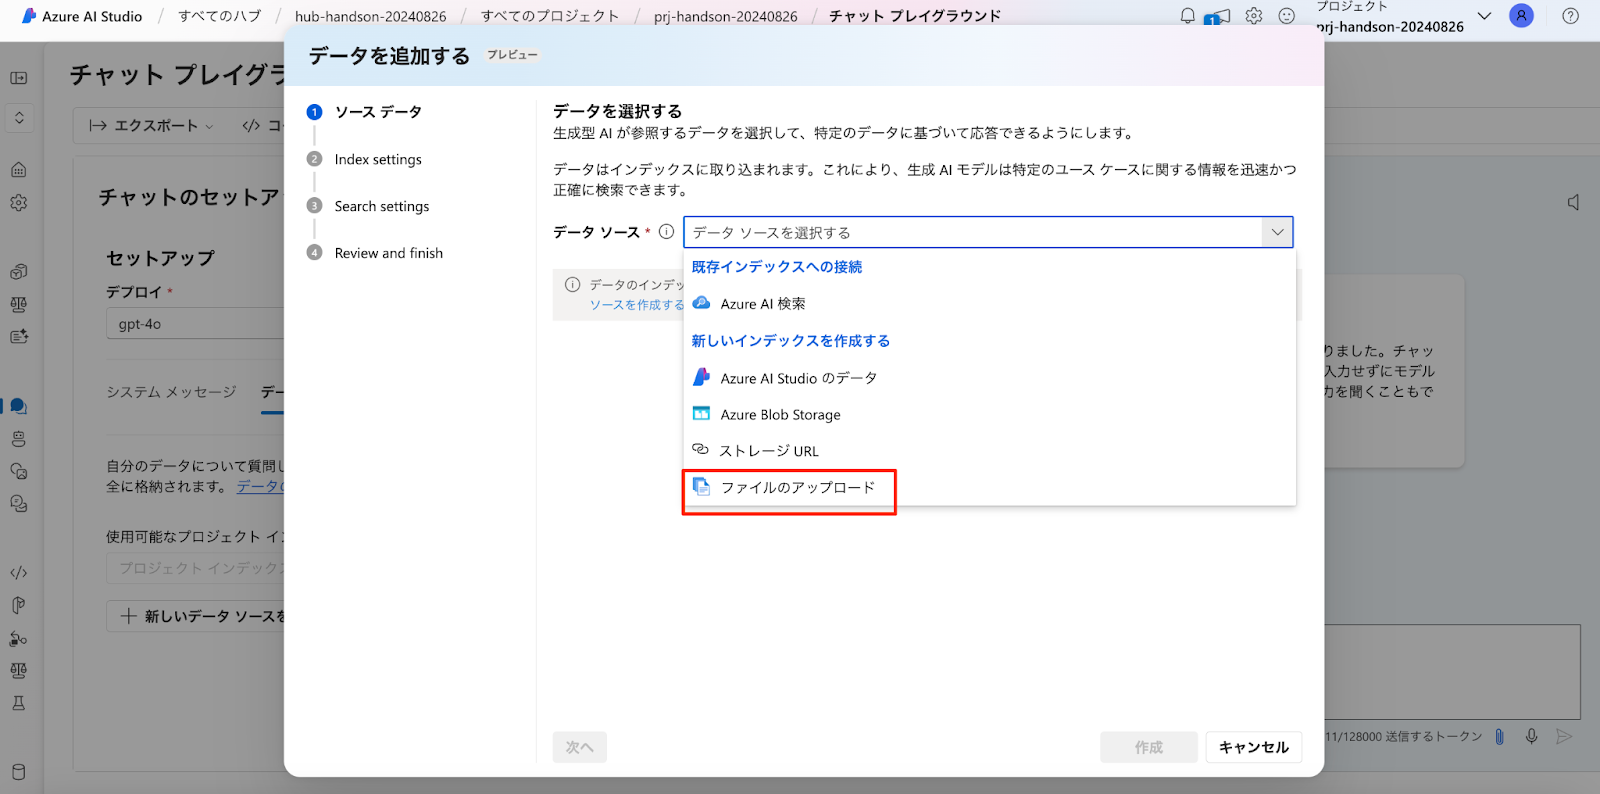 Azure AI Studio / すべてのハブ / hub-handson-20240826 / すべてのプロジェクト / prj-handson-20240826 / チャット プレイグラウンド
1
プロジェクト
prj-handson-20240826
チャット プレイグラ
エクスポート
</> コ
チャットのセットア
セットアップ
デプロイ *
gpt-4o
システム メッセージ
デー
自分のデータについて質問し
全に格納されます。 データの
使用可能なプロジェクト イン
プロジェクト インデックス
新しいデータ ソースを
データを追加する プレビュー
1 ソース データ
2 Index settings
3 Search settings
4 Review and finish
データを選択する
生成型 AI が参照するデータを選択して、特定のデータに基づいて応答できるようにします。
データはインデックスに取り込まれます。これにより、生成 AI モデルは特定のユース ケースに関する情報を迅速かつ
正確に検索できます。
データ ソース * データ ソースを選択する
データのインデッ
ソースを作成する
既存インデックスへの接続
Azure AI 検索
新しいインデックスを作成する
Azure AI Studio のデータ
Azure Blob Storage
ストレージ URL
ファイルのアップロード
次へ
作成
キャンセル
りました。チャッ
入力せずにモデル
力を聞くこともで
11/128000 送信するトークン